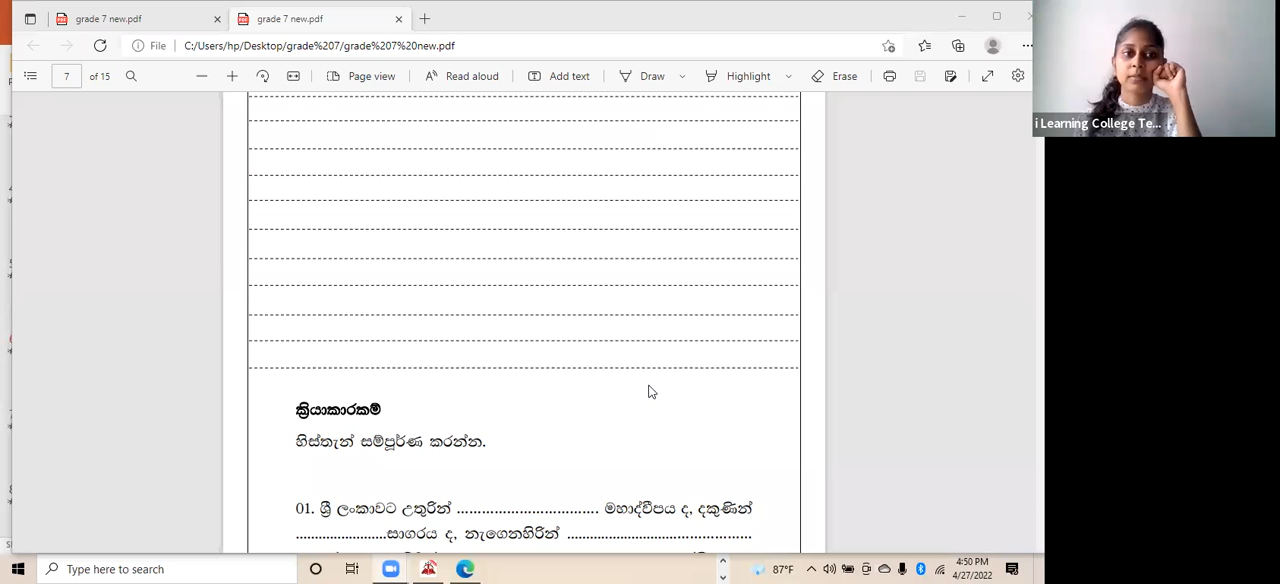 grade 7 new.pdf
grade 7 new.pdf
File C:/Users/hp/Desktop/grade%207/grade%207%20new.pdf
7 of 15 Page view Read aloud Add text Draw Highlight Erase
i Learning College Te...
ක්‍රියාකාරකම්
හිස්තැන් සම්පූර්ණ කරන්න.
01. ශ්‍රී ලංකාවට උතුරින් .................................. මහාද්වීපය ද, දකුණින්
........................සාගරය ද, නැගෙනහිරින් ................................................
Type here to search
87°F
4:50 PM
4/27/2022